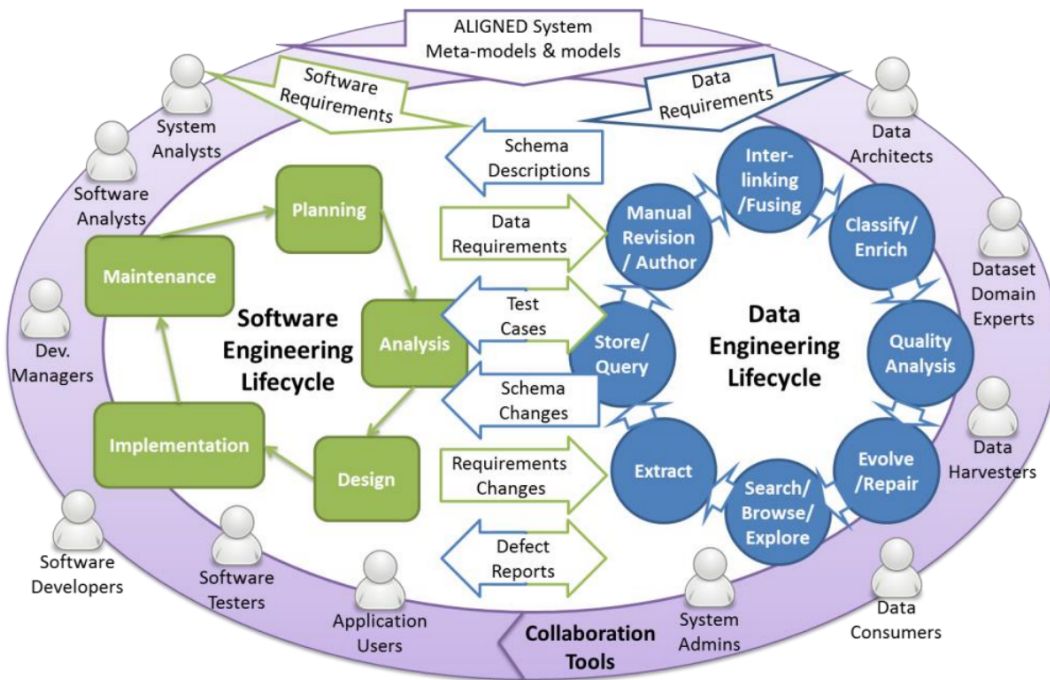 ALIGNED System
Meta-models & models
Software
Requirements
Data
Requirements
System
Analysts
Software
Analysts
Dev.
Managers
Software
Developers
Software
Testers
Application
Users
Collaboration
Tools
System
Admins
Data
Consumers
Data
Harvesters
Dataset
Domain
Experts
Data
Architects
Software
Engineering
Lifecycle
Planning
Analysis
Design
Implementation
Maintenance
Schema
Descriptions
Data
Requirements
Test
Cases
Schema
Changes
Requirements
Changes
Defect
Reports
Data
Engineering
Lifecycle
Inter-
linking
/Fusing
Classify/
Enrich
Quality
Analysis
Evolve
/Repair
Search/
Browse/
Explore
Extract
Store/
Query
Manual
Revision
/ Author